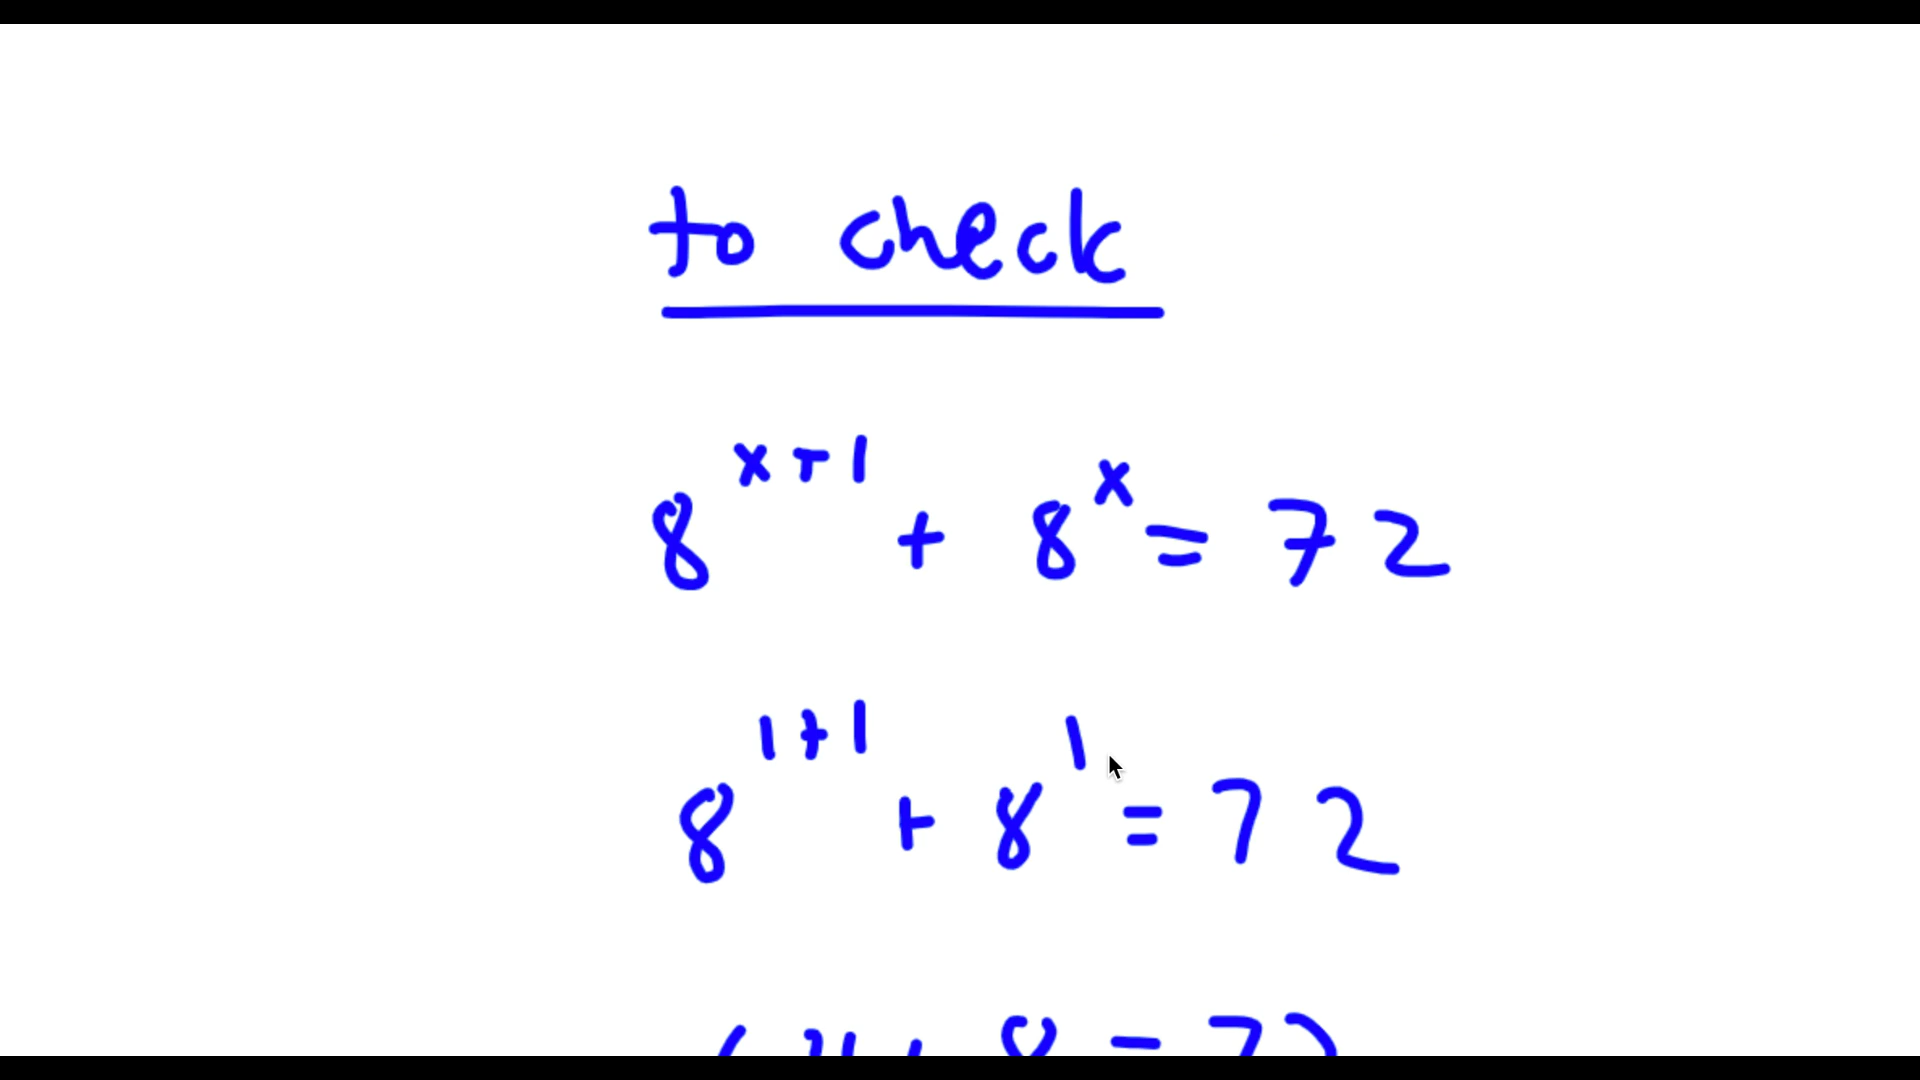 to check
8^{x+1} + 8^x = 72
8^{1+1} + 8^1 = 72